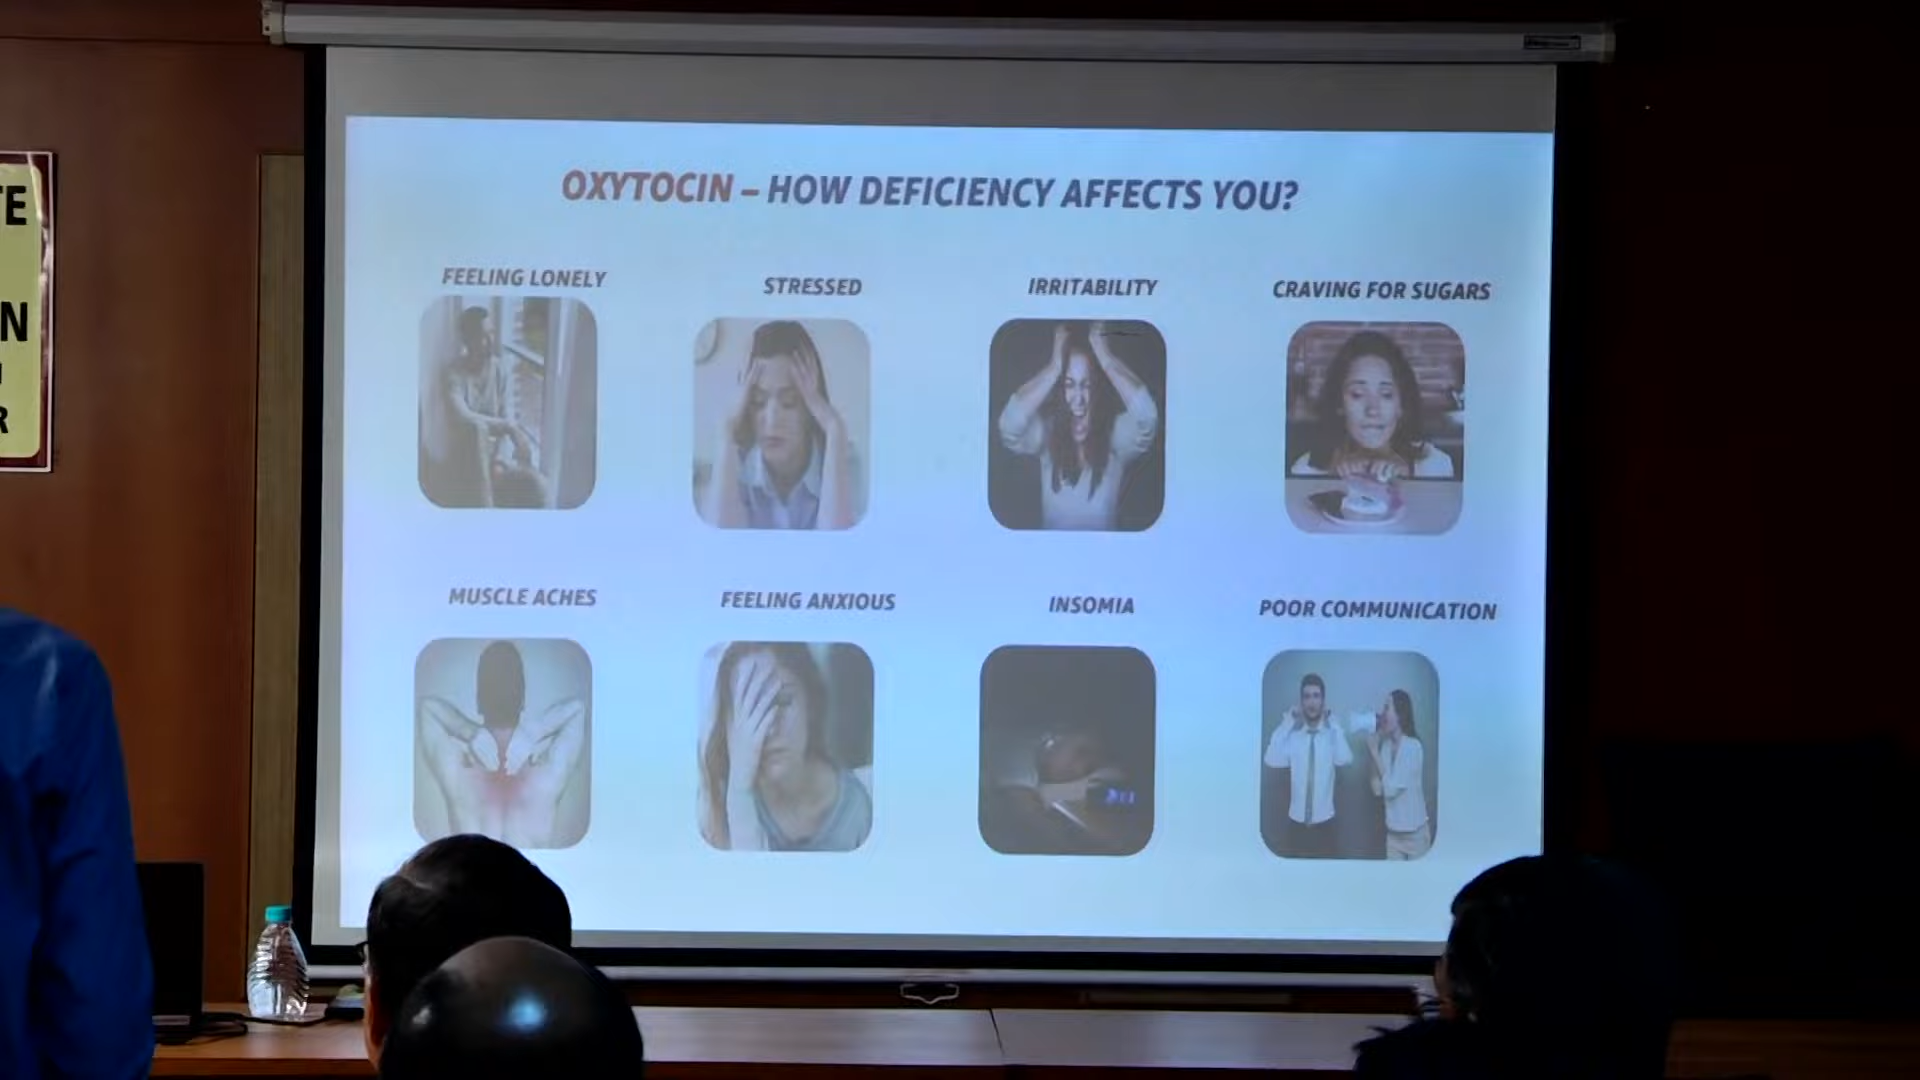 OXYTOCIN – HOW DEFICIENCY AFFECTS YOU?
FEELING LONELY
STRESSED
IRRITABILITY
CRAVING FOR SUGARS
MUSCLE ACHES
FEELING ANXIOUS
INSOMIA
POOR COMMUNICATION
TE
N
R